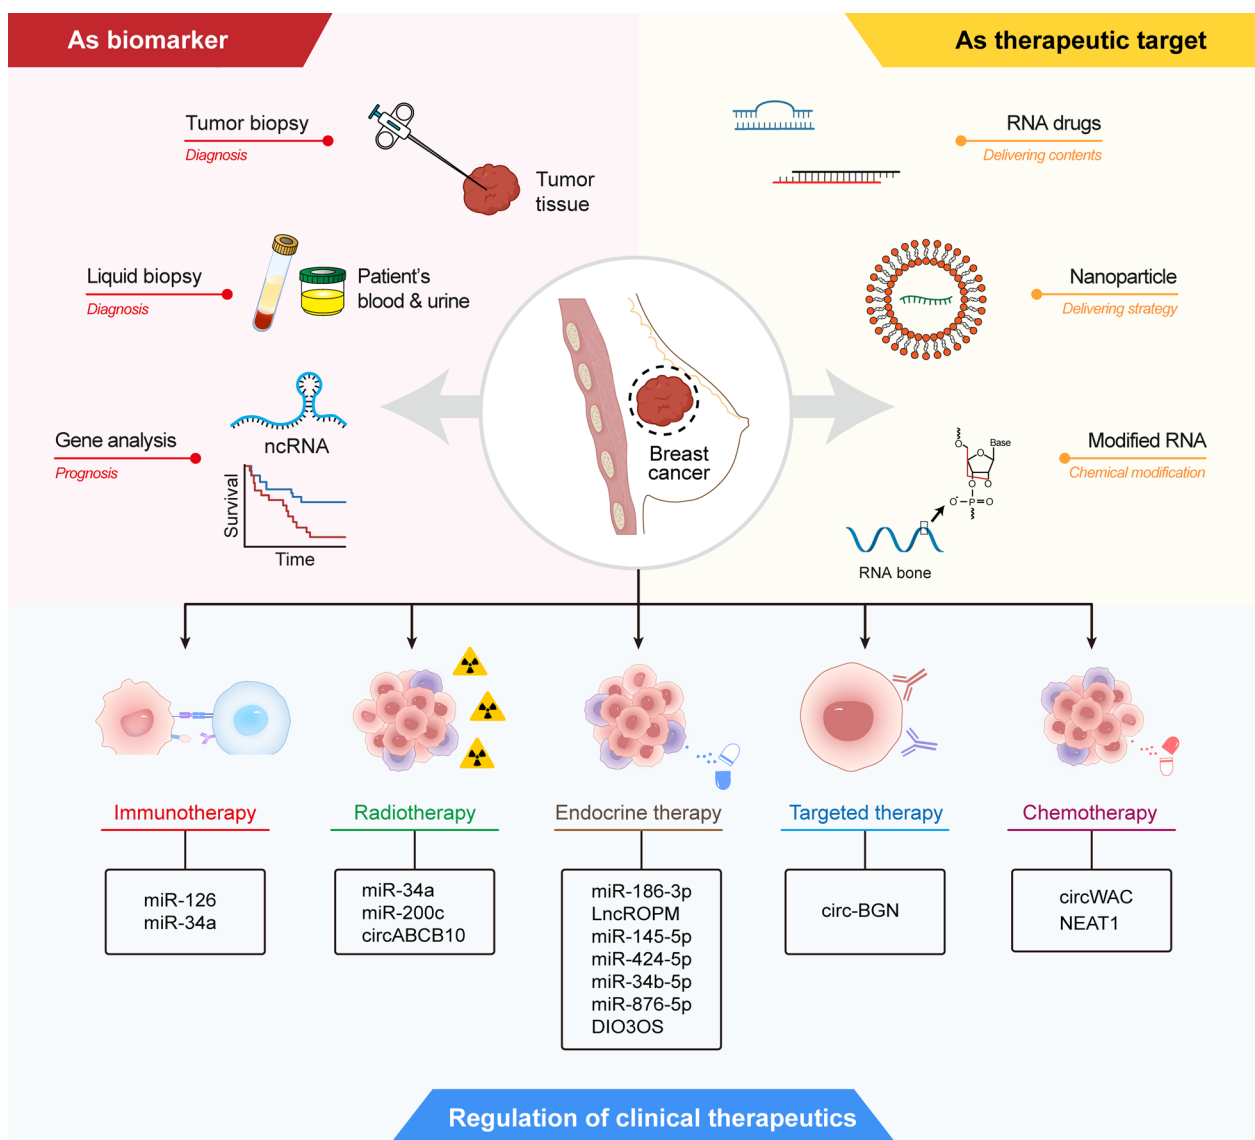 As biomarker
As therapeutic target
Tumor biopsy
Diagnosis
Tumor
tissue
Liquid biopsy
Diagnosis
Patient's
blood & urine
Gene analysis
Prognosis
ncRNA
Survival
Time
RNA drugs
Delivering contents
Nanoparticle
Delivering strategy
Modified RNA
Chemical modification
Base
O
O
O
O
O⁻
P
O
RNA bone
Breast
cancer
Immunotherapy
miR-126
miR-34a
Radiotherapy
miR-34a
miR-200c
circABCB10
Endocrine therapy
miR-186-3p
LncROPM
miR-145-5p
miR-424-5p
miR-34b-5p
miR-876-5p
DIO3OS
Targeted therapy
circ-BGN
Chemotherapy
circWAC
NEAT1
Regulation of clinical therapeutics